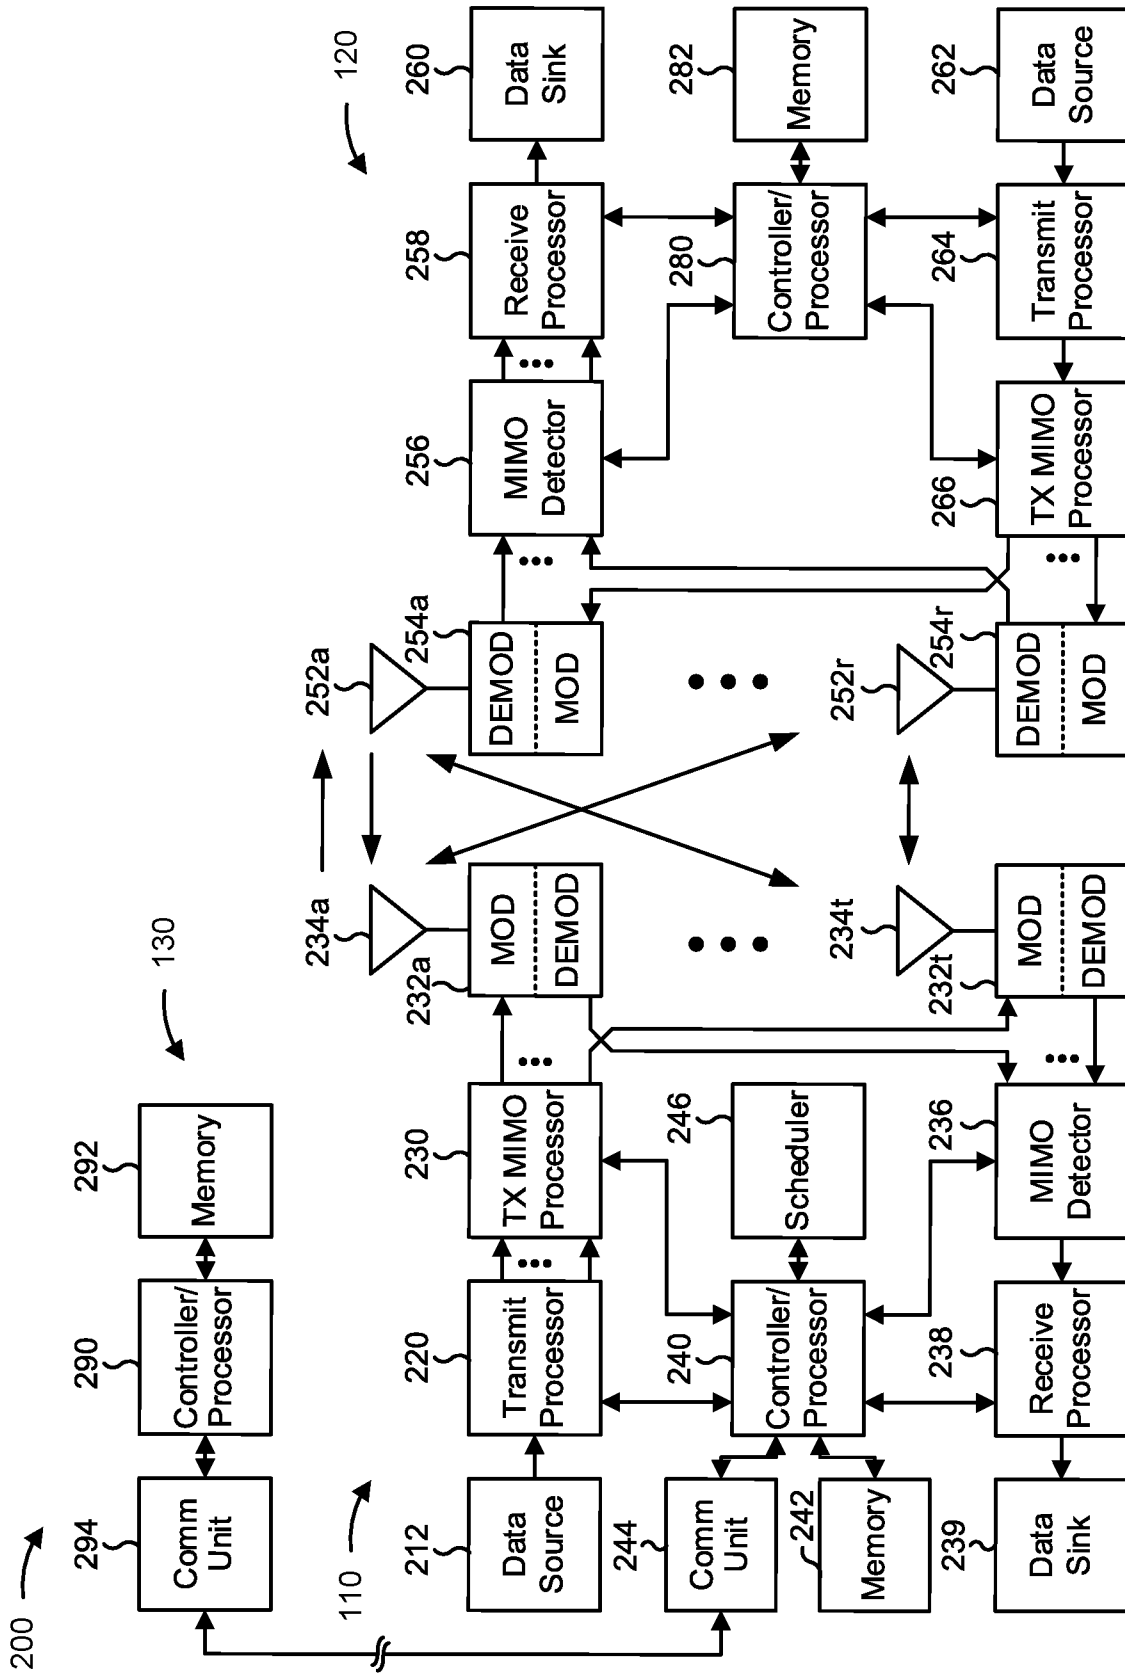 200
294
Comm
Unit
290
Controller/
Processor
292
Memory
130
110
120
212
Data
Source
220
Transmit
Processor
•••
230
TX MIMO
Processor
•••
234a
232a
MOD
DEMOD
252a
254a
DEMOD
MOD
•••
256
MIMO
Detector
•••
258
Receive
Processor
260
Data
Sink
244
Comm
Unit
242
Memory
240
Controller/
Processor
246
Scheduler
•••
•••
280
Controller/
Processor
282
Memory
239
Data
Sink
238
Receive
Processor
236
MIMO
Detector
•••
234t
232t
MOD
DEMOD
252r
254r
DEMOD
MOD
•••
266
TX MIMO
Processor
264
Transmit
Processor
262
Data
Source